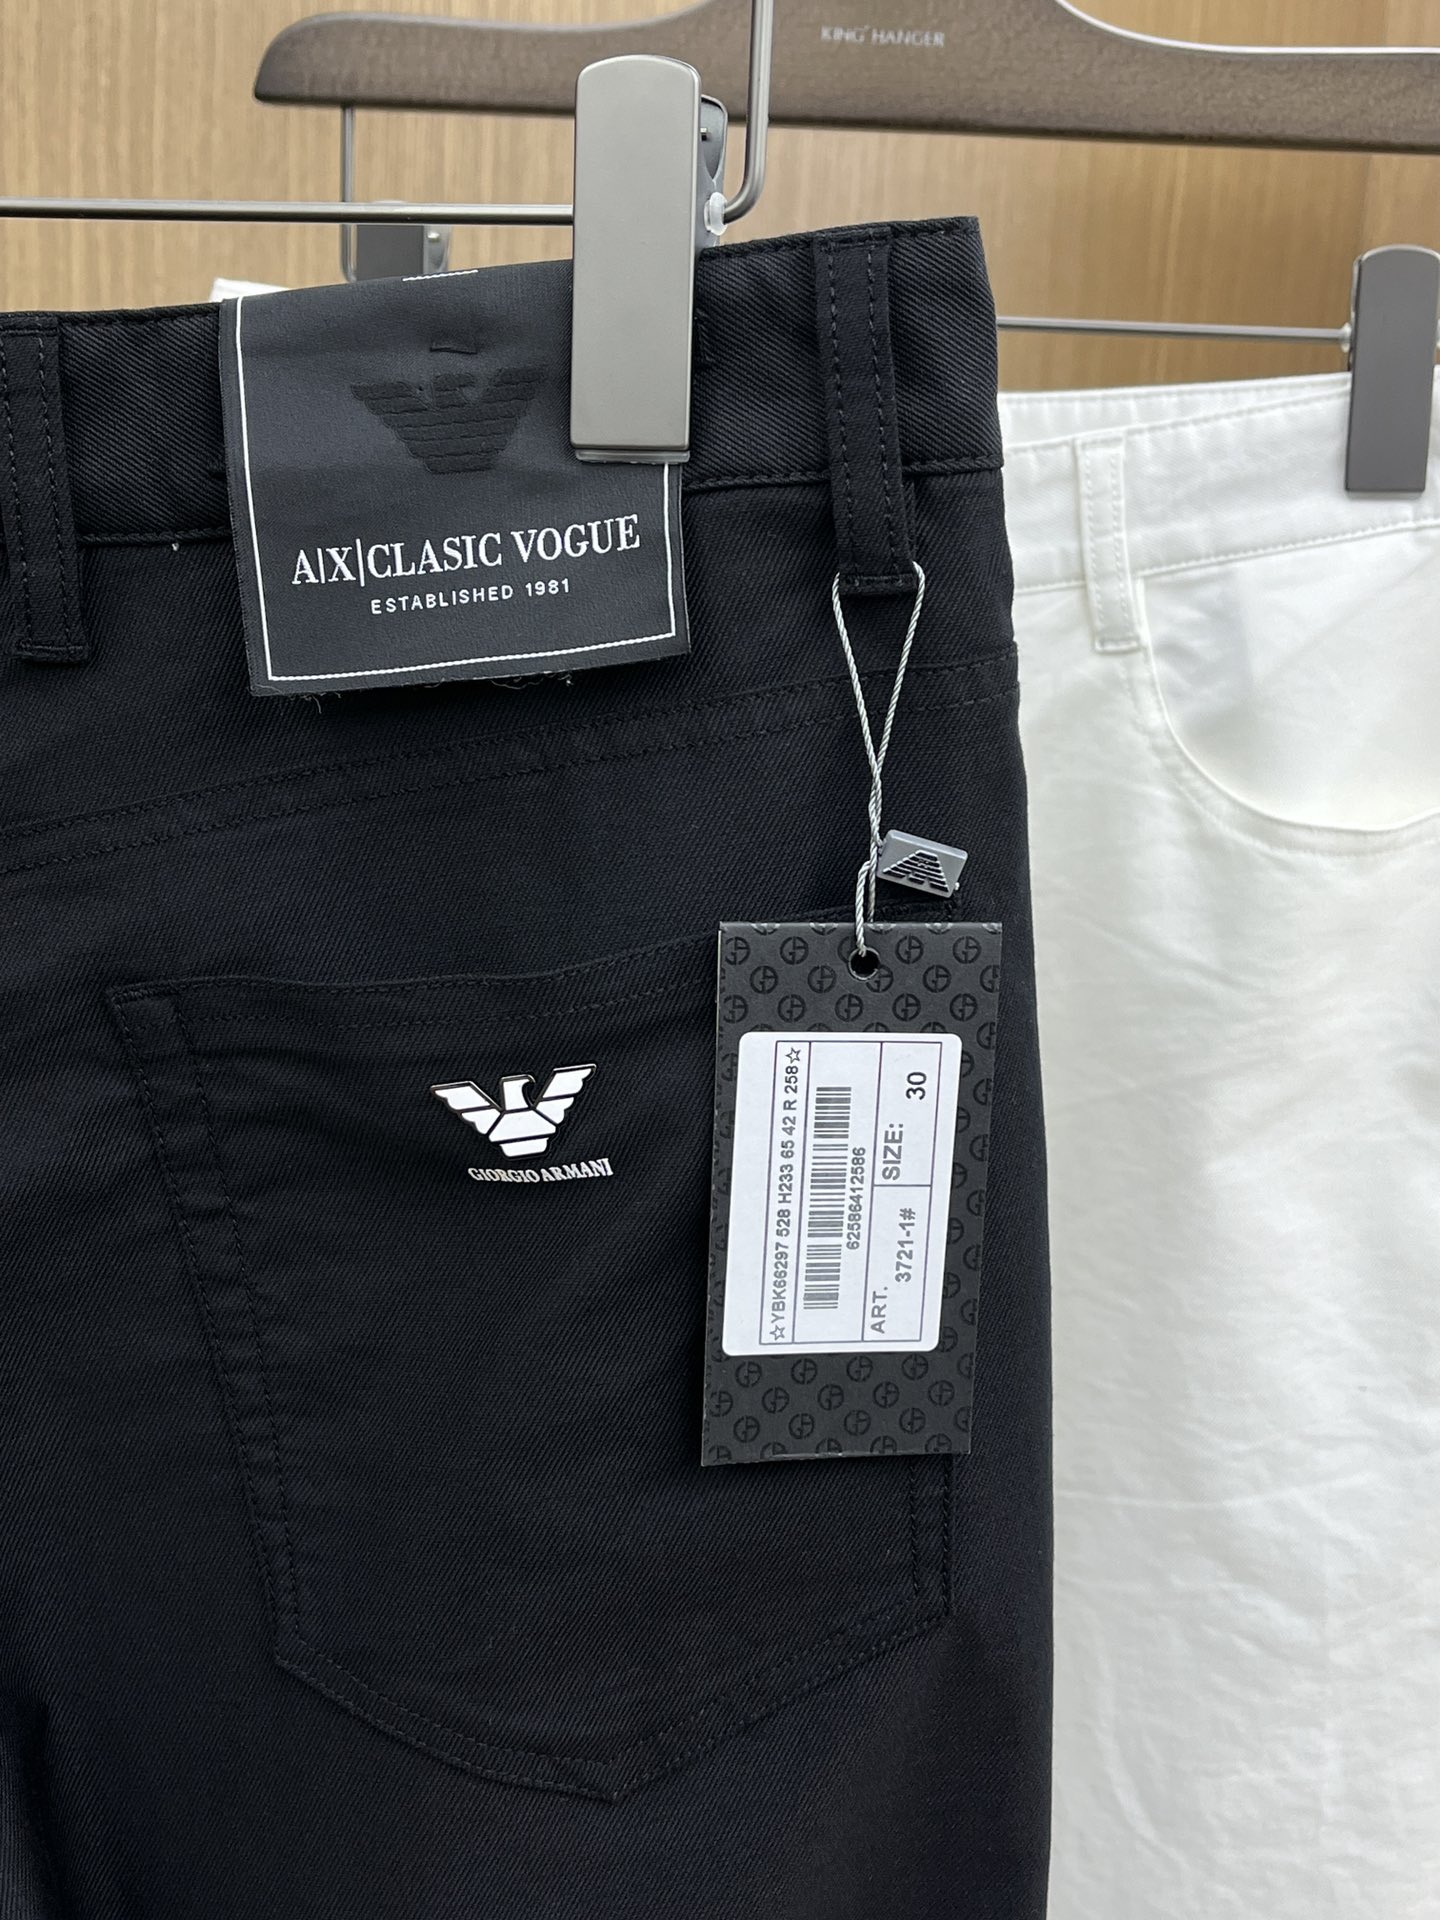 KING HANGER
A|X|CLASIC VOGUE
ESTABLISHED 1981
GIORGIO ARMANI
☆YBK66297 528 H233 65 42 R 258☆
62586412586
ART. SIZE:
3721-1# 30